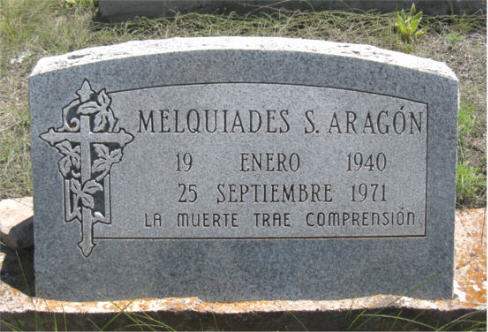 MELQUIADES S. ARAGÓN
19 ENERO 1940
25 SEPTIEMBRE 1971
LA MUERTE TRAE COMPRENSIÓN